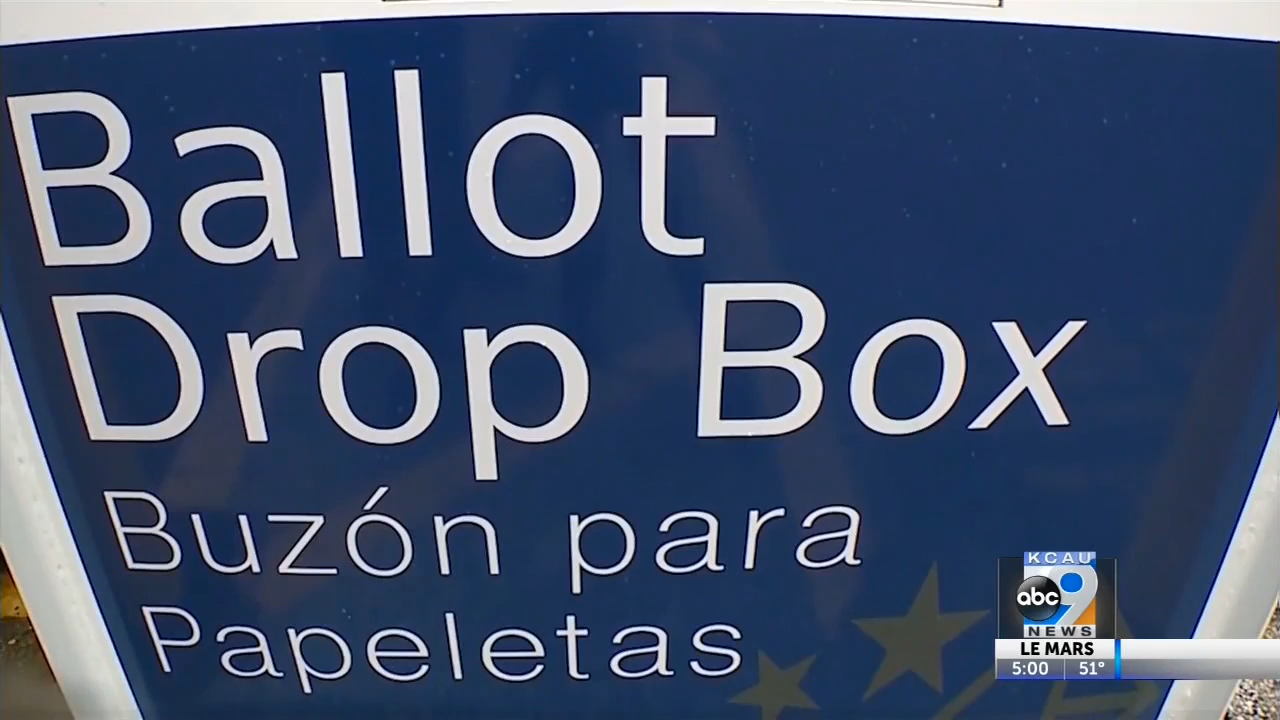 Ballot
Drop Box
Buzón para
Papeletas
KCAU
abc 9
NEWS
LE MARS
5:00 51°